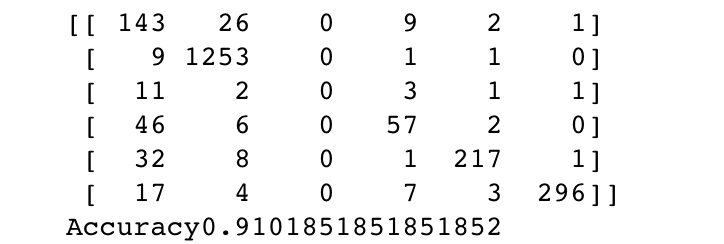 [[ 143 26 0 9 2 1]
[ 9 1253 0 1 1 0]
[ 11 2 0 3 1 1]
[ 46 6 0 57 2 0]
[ 32 8 0 1 217 1]
[ 17 4 0 7 3 296]]
Accuracy0.9101851851851852